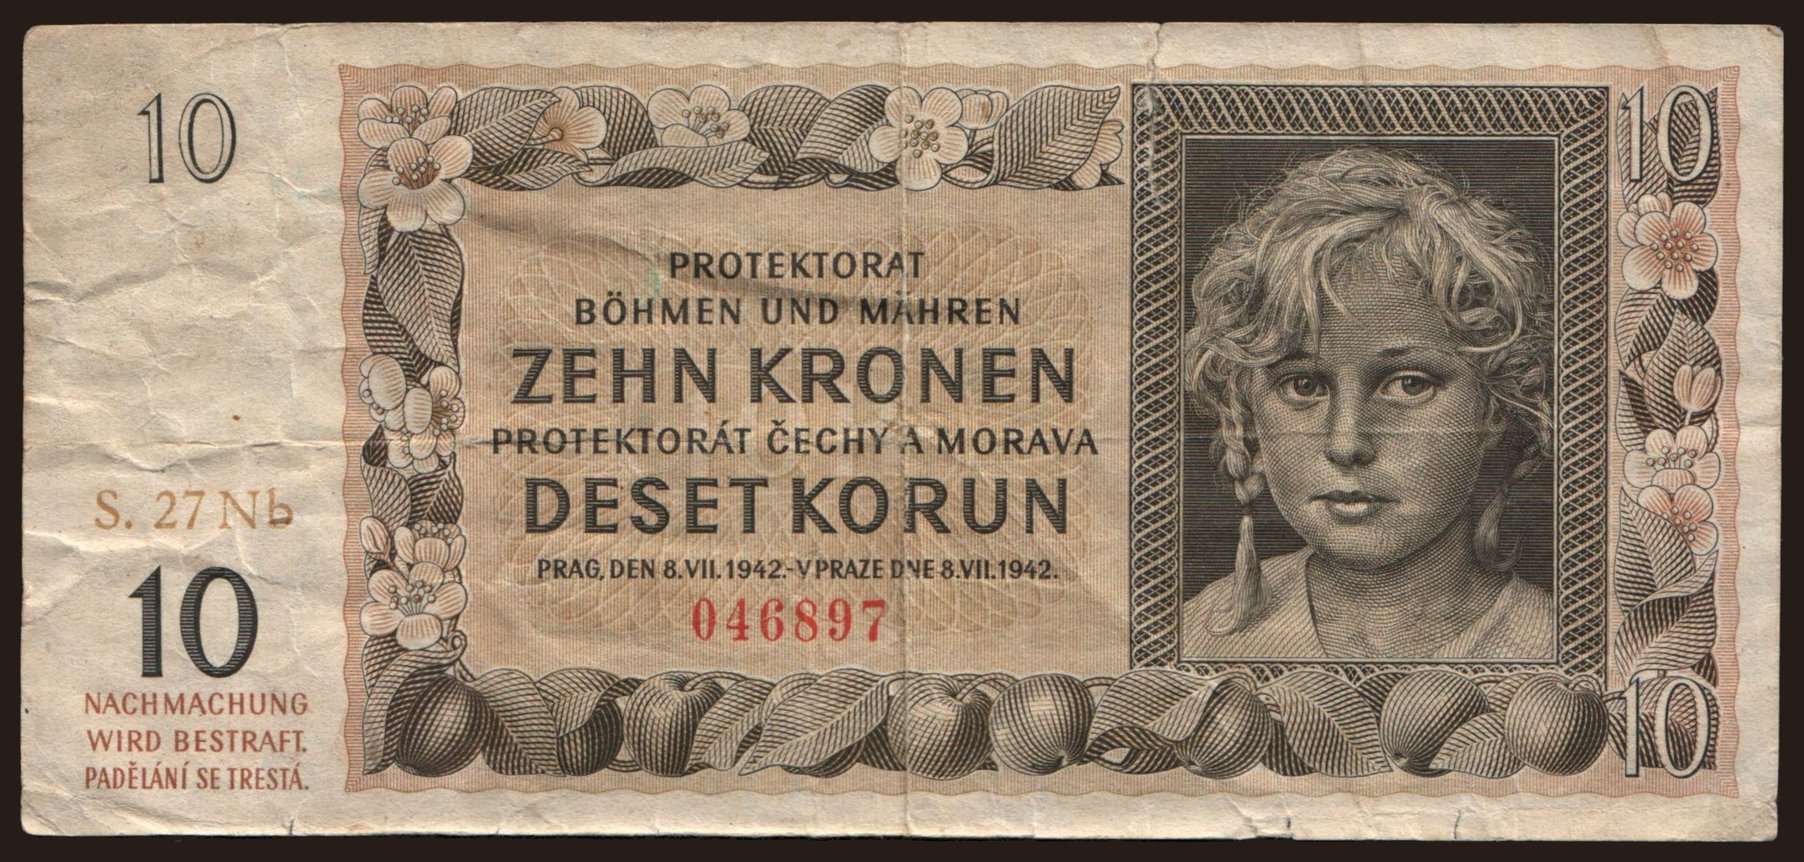 10
10
PROTEKTORAT
BÖHMEN UND MÄHREN
ZEHN KRONEN
PROTEKTORÁT ČECHY A MORAVA
DESET KORUN
PRAG, DEN 8.VII.1942.-V PRAZE DNE 8.VII.1942.
046897
S. 27 Nb
10
NACHMACHUNG
WIRD BESTRAFT.
PADĚLÁNÍ SE TRESTÁ.
10